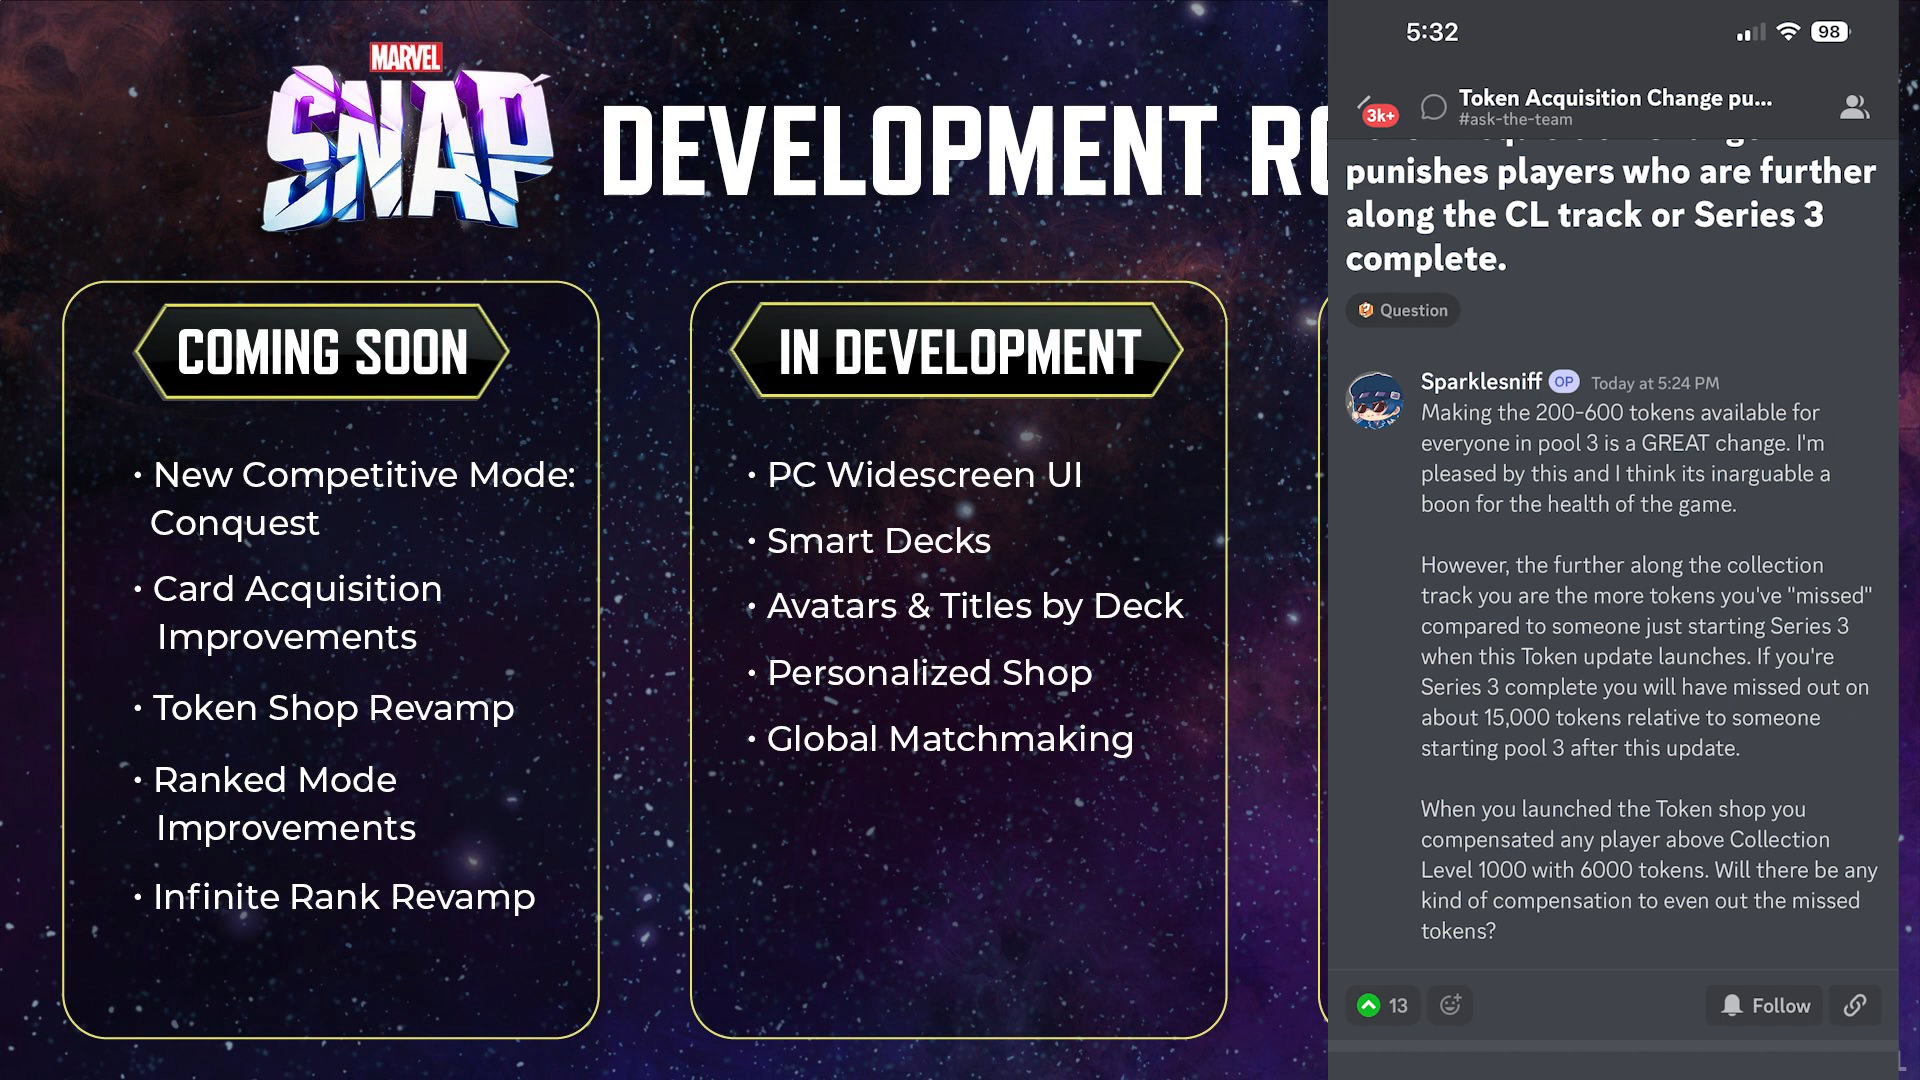 MARVEL
SNAP
DEVELOPMENT
COMING SOON
• New Competitive Mode:
Conquest
• Card Acquisition
Improvements
• Token Shop Revamp
• Ranked Mode
Improvements
• Infinite Rank Revamp
IN DEVELOPMENT
• PC Widescreen UI
• Smart Decks
• Avatars & Titles by Deck
• Personalized Shop
• Global Matchmaking
5:32
98
3k+
Token Acquisition Change pu...
#ask-the-team
punishes players who are further
along the CL track or Series 3
complete.
Question
Sparklesniff OP Today at 5:24 PM
Making the 200-600 tokens available for
everyone in pool 3 is a GREAT change. I'm
pleased by this and I think its inarguable a
boon for the health of the game.
However, the further along the collection
track you are the more tokens you've "missed"
compared to someone just starting Series 3
when this Token update launches. If you're
Series 3 complete you will have missed out on
about 15,000 tokens relative to someone
starting pool 3 after this update.
When you launched the Token shop you
compensated any player above Collection
Level 1000 with 6000 tokens. Will there be any
kind of compensation to even out the missed
tokens?
13
Follow